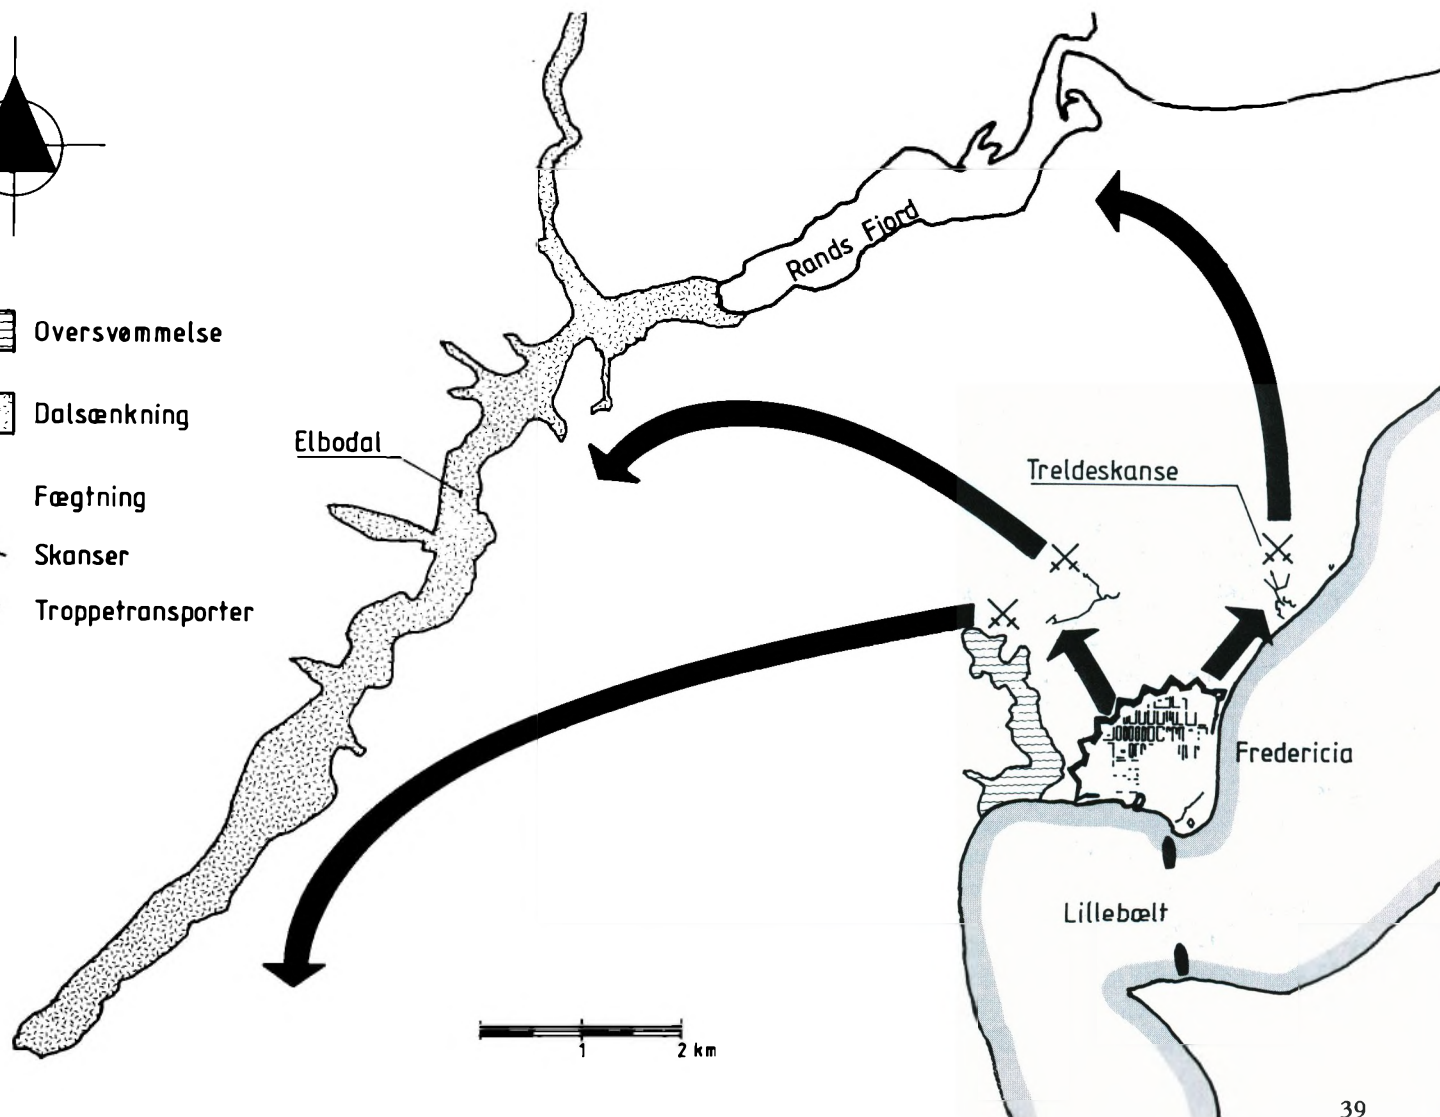 Rands Fjord
Oversvømmelse
Dalsænkning
Elbodal
Treldeskanse
Fægtning
Skanser
Troppetransporter
Fredericia
Lillebælt
1
2 km
39